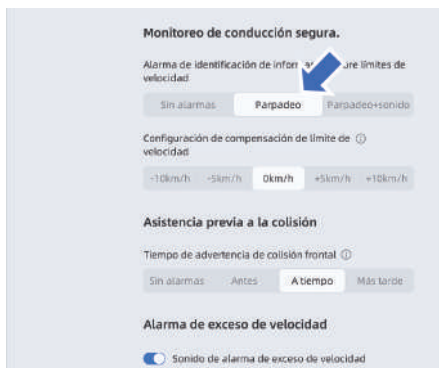 Monitoreo de conducción segura.
Alarma de identificación de infor re límites de
velocidad
Sin alarmas Parpadeo Parpadeo+sonido
Configuración de compensación de límite de ⓘ
velocidad
-10km/h -5km/h 0km/h +5km/h +10km/h
Asistencia previa a la colisión
Tiempo de advertencia de colisión frontal ⓘ
Sin alarmas Antes A tiempo Más tarde
Alarma de exceso de velocidad
Sonido de alarma de exceso de velocidad